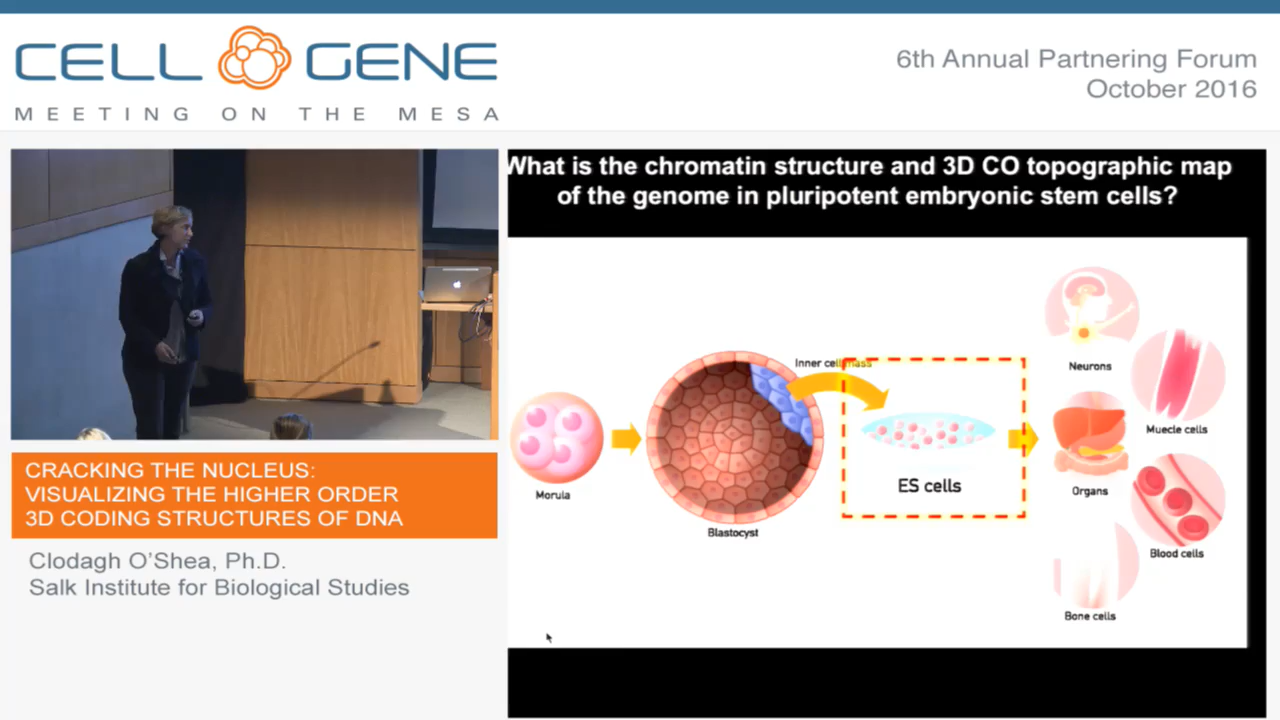 CELL GENE
MEETING ON THE MESA
6th Annual Partnering Forum
October 2016
What is the chromatin structure and 3D CO topographic map
of the genome in pluripotent embryonic stem cells?
Inner cell mass
Morula
Blastocyst
ES cells
Neurons
Muecle cells
Organs
Blood cells
Bone cells
CRACKING THE NUCLEUS:
VISUALIZING THE HIGHER ORDER
3D CODING STRUCTURES OF DNA
Clodagh O'Shea, Ph.D.
Salk Institute for Biological Studies